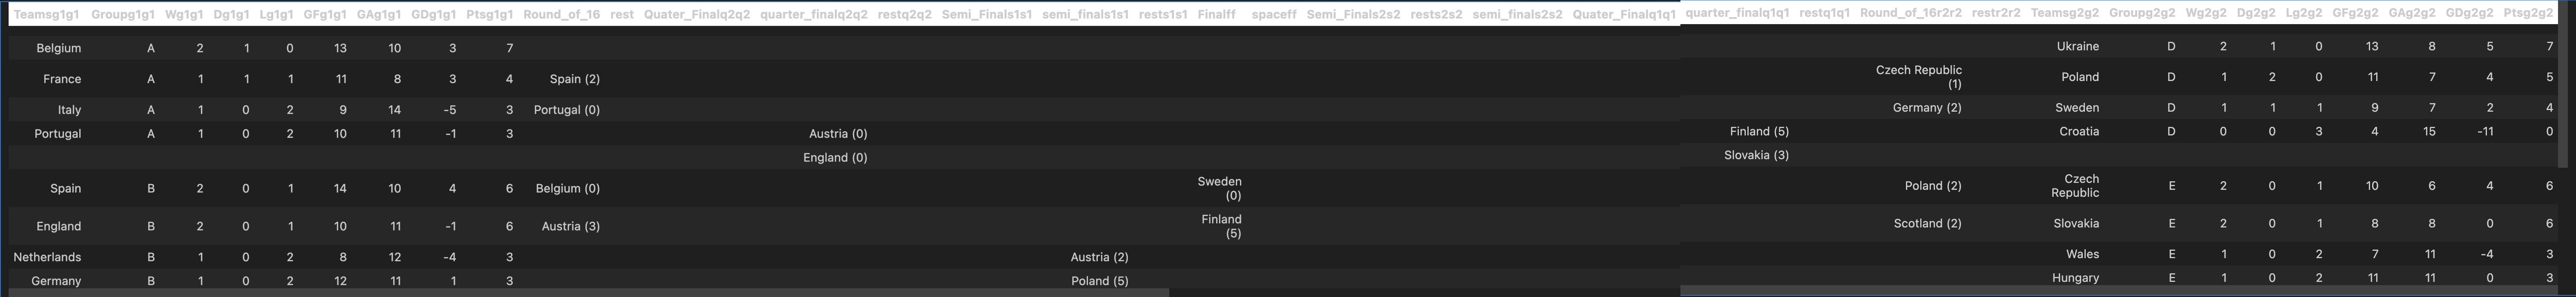 Teamsg1g1 Groupg1g1 Wg1g1 Dg1g1 Lg1g1 GFg1g1 GAg1g1 GDg1g1 Ptsg1g1 Round_of_16 rest Quater_Finalq2q2 quarter_finalq2q2 restq2q2 Semi_Finals1s1 semi_finals1s1 rests1s1 Finalff spaceff Semi_Finals2s2 rests2s2 semi_finals2s2 Quater_Finalq1q1 quarter_finalq1q1 restq1q1 Round_of_16r2r2 restr2r2 Teamsg2g2 Groupg2g2 Wg2g2 Dg2g2 Lg2g2 GFg2g2 GAg2g2 GDg2g2 Ptsg2g2
Belgium A 2 1 0 13 10 3 7 Ukraine D 2 1 0 13 8 5 7
France A 1 1 1 11 8 3 4 Spain (2) Czech Republic (1) Poland D 1 2 0 11 7 4 5
Italy A 1 0 2 9 14 -5 3 Portugal (0) Germany (2) Sweden D 1 1 1 9 7 2 4
Portugal A 1 0 2 10 11 -1 3 Austria (0) Finland (5) Croatia D 0 0 3 4 15 -11 0
England (0) Slovakia (3)
Spain B 2 0 1 14 10 4 6 Belgium (0) Sweden (0) Poland (2) Czech Republic E 2 0 1 10 6 4 6
England B 2 0 1 10 11 -1 6 Austria (3) Finland (5) Scotland (2) Slovakia E 2 0 1 8 8 0 6
Netherlands B 1 0 2 8 12 -4 3 Austria (2) Wales E 1 0 2 7 11 -4 3
Germany B 1 0 2 12 11 1 3 Poland (5) Hungary E 1 0 2 11 11 0 3